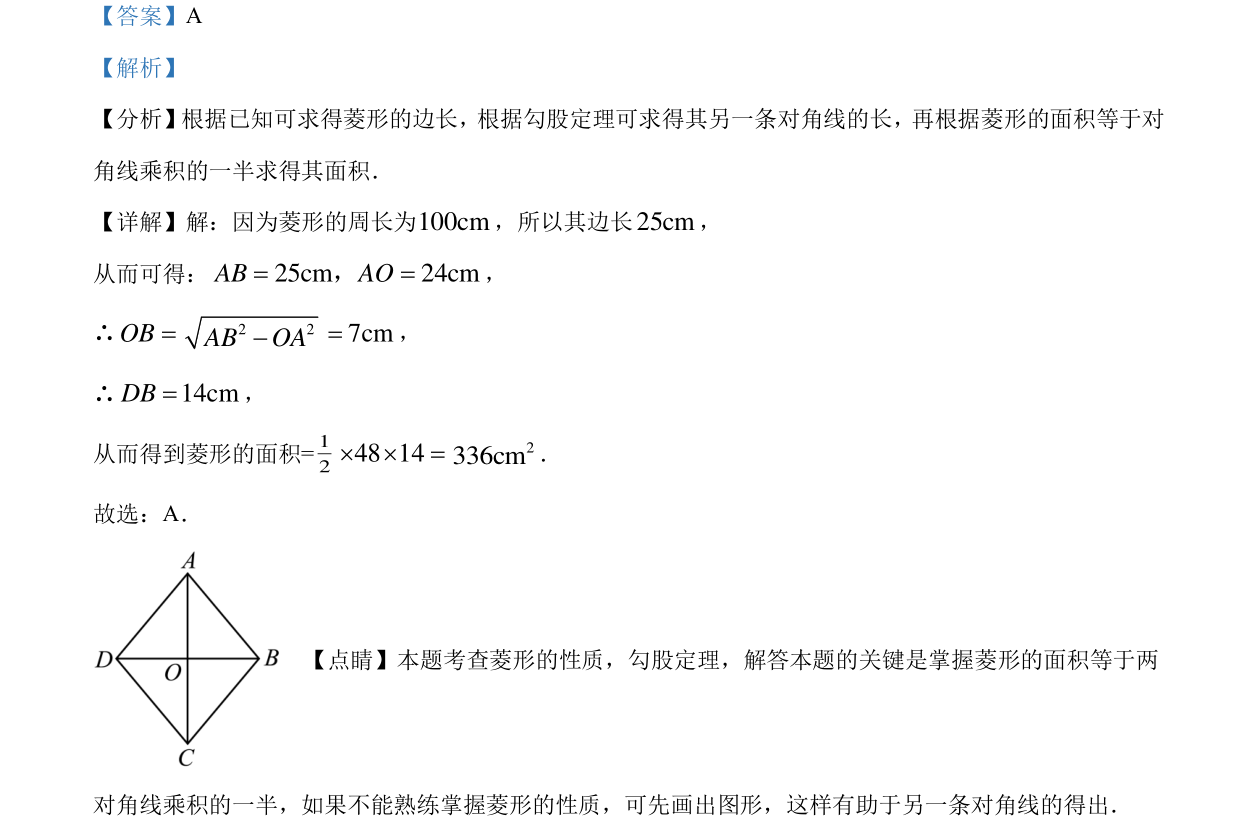 【答案】A
【解析】
【分析】根据已知可求得菱形的边长，根据勾股定理可求得其另一条对角线的长，再根据菱形的面积等于对
角线乘积的一半求得其面积．
【详解】解：因为菱形的周长为100cm，所以其边长25cm，
从而可得：AB=25cm，AO=24cm，
∴OB=√(AB²−OA²)=7cm，
∴DB=14cm，
从而得到菱形的面积=1/2×48×14=336cm²．
故选：A．
A
D
O
B
C
【点睛】本题考查菱形的性质，勾股定理，解答本题的关键是掌握菱形的面积等于两
对角线乘积的一半，如果不能熟练掌握菱形的性质，可先画出图形，这样有助于另一条对角线的得出．